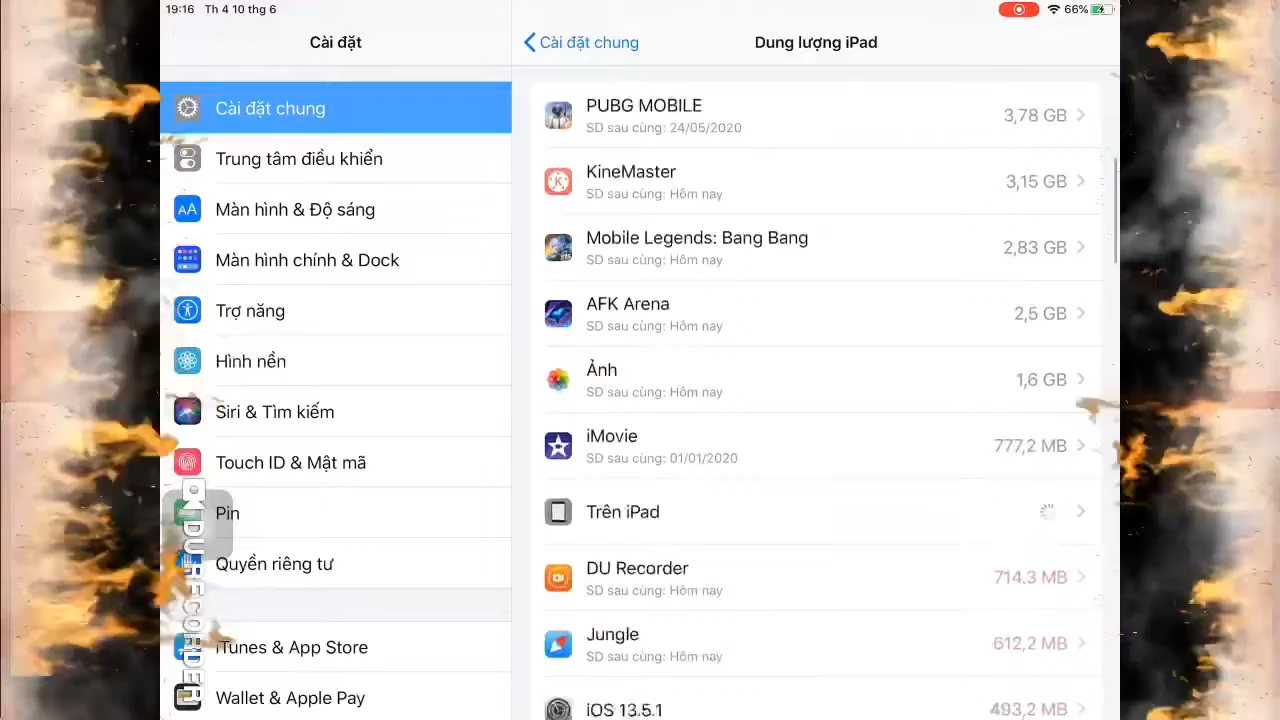 19:16 Th 4 10 thg 6
66%
Cài đặt
Cài đặt chung
Trung tâm điều khiển
AA Màn hình & Độ sáng
Màn hình chính & Dock
Trợ năng
Hình nền
Siri & Tìm kiếm
Touch ID & Mật mã
Pin
Quyền riêng tư
iTunes & App Store
Wallet & Apple Pay
DU RECORDER
Cài đặt chung
Dung lượng iPad
PUBG MOBILE
3,78 GB
SD sau cùng: 24/05/2020
KineMaster
3,15 GB
SD sau cùng: Hôm nay
Mobile Legends: Bang Bang
2,83 GB
SD sau cùng: Hôm nay
AFK Arena
2,5 GB
SD sau cùng: Hôm nay
Ảnh
1,6 GB
SD sau cùng: Hôm nay
iMovie
777,2 MB
SD sau cùng: 01/01/2020
Trên iPad
DU Recorder
714,3 MB
SD sau cùng: Hôm nay
Jungle
612,2 MB
SD sau cùng: Hôm nay
iOS 13.5.1
493,2 MB